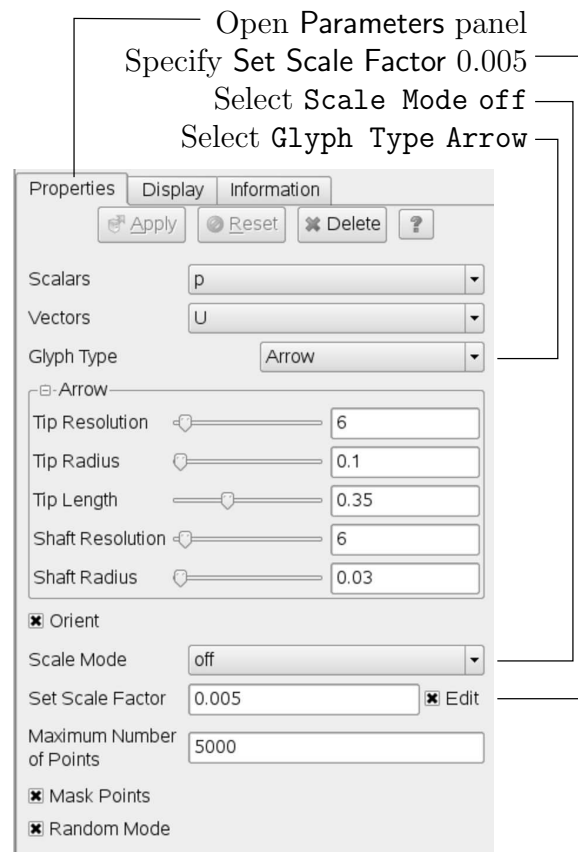 Open Parameters panel
Specify Set Scale Factor 0.005
Select Scale Mode off
Select Glyph Type Arrow
Properties Display Information
Apply Reset Delete ?
Scalars p
Vectors U
Glyph Type Arrow
Arrow
Tip Resolution 6
Tip Radius 0.1
Tip Length 0.35
Shaft Resolution 6
Shaft Radius 0.03
Orient
Scale Mode off
Set Scale Factor 0.005 Edit
Maximum Number
of Points 5000
Mask Points
Random Mode